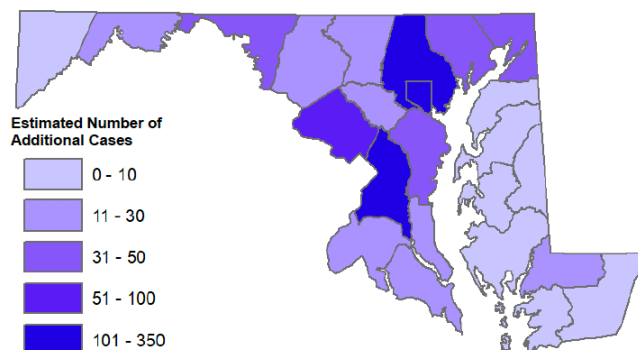 Estimated Number of
Additional Cases
0 - 10
11 - 30
31 - 50
51 - 100
101 - 350